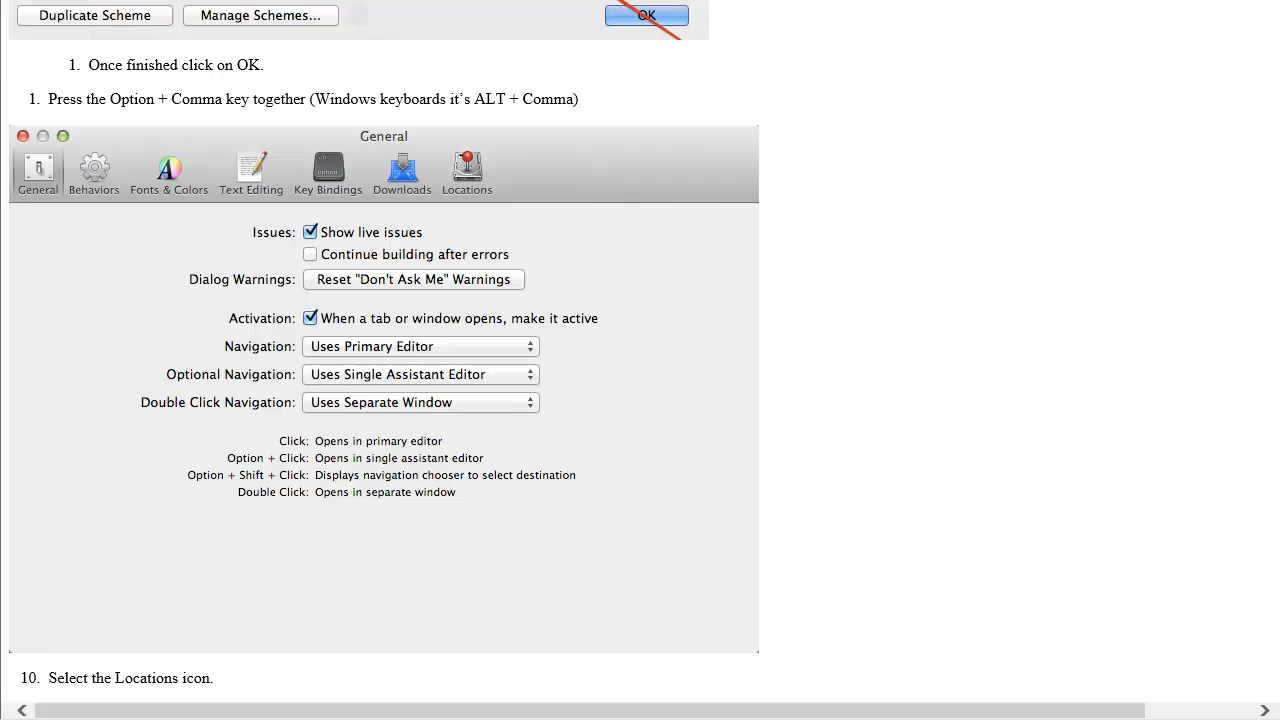 Duplicate Scheme Manage Schemes... OK
1. Once finished click on OK.
1. Press the Option + Comma key together (Windows keyboards it’s ALT + Comma)
General
General Behaviors Fonts & Colors Text Editing Key Bindings Downloads Locations
Issues: Show live issues
Continue building after errors
Dialog Warnings: Reset "Don't Ask Me" Warnings
Activation: When a tab or window opens, make it active
Navigation: Uses Primary Editor
Optional Navigation: Uses Single Assistant Editor
Double Click Navigation: Uses Separate Window
Click: Opens in primary editor
Option + Click: Opens in single assistant editor
Option + Shift + Click: Displays navigation chooser to select destination
Double Click: Opens in separate window
10. Select the Locations icon.